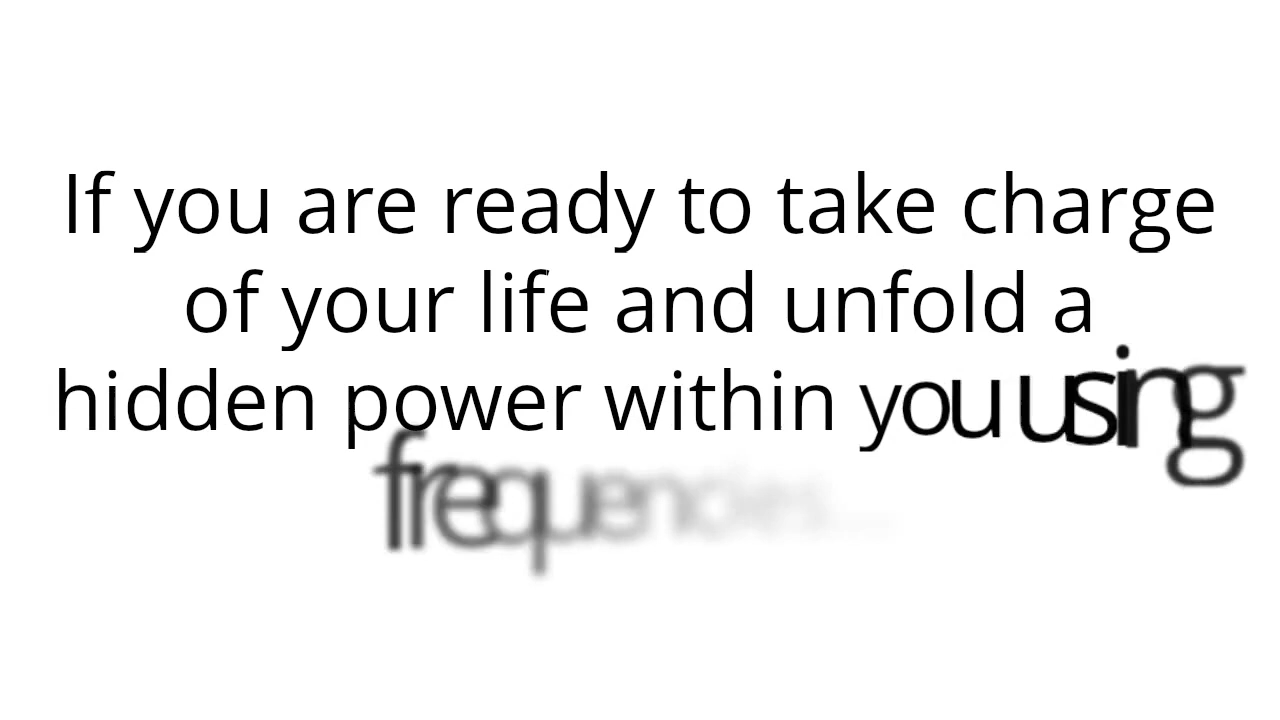 If you are ready to take charge
of your life and unfold a
hidden power within you using
frequencies....